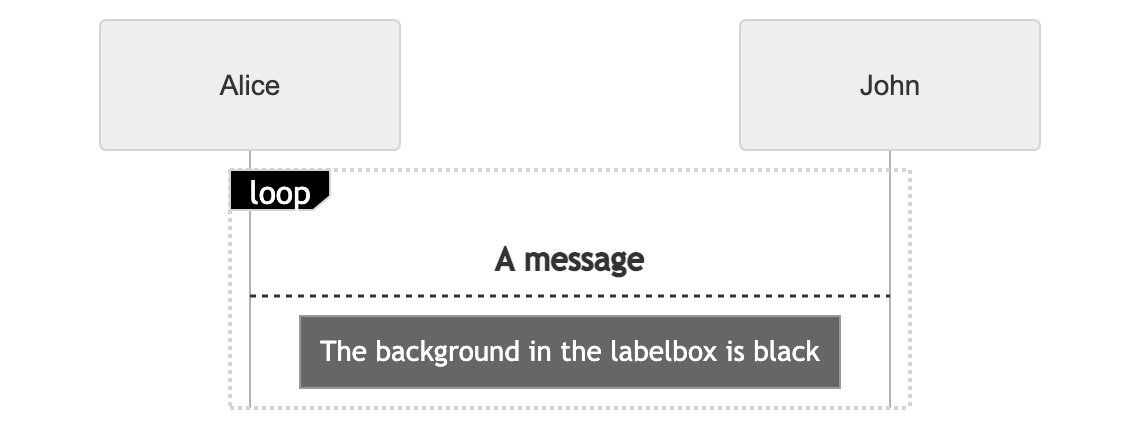 Alice
John
loop
A message
The background in the labelbox is black